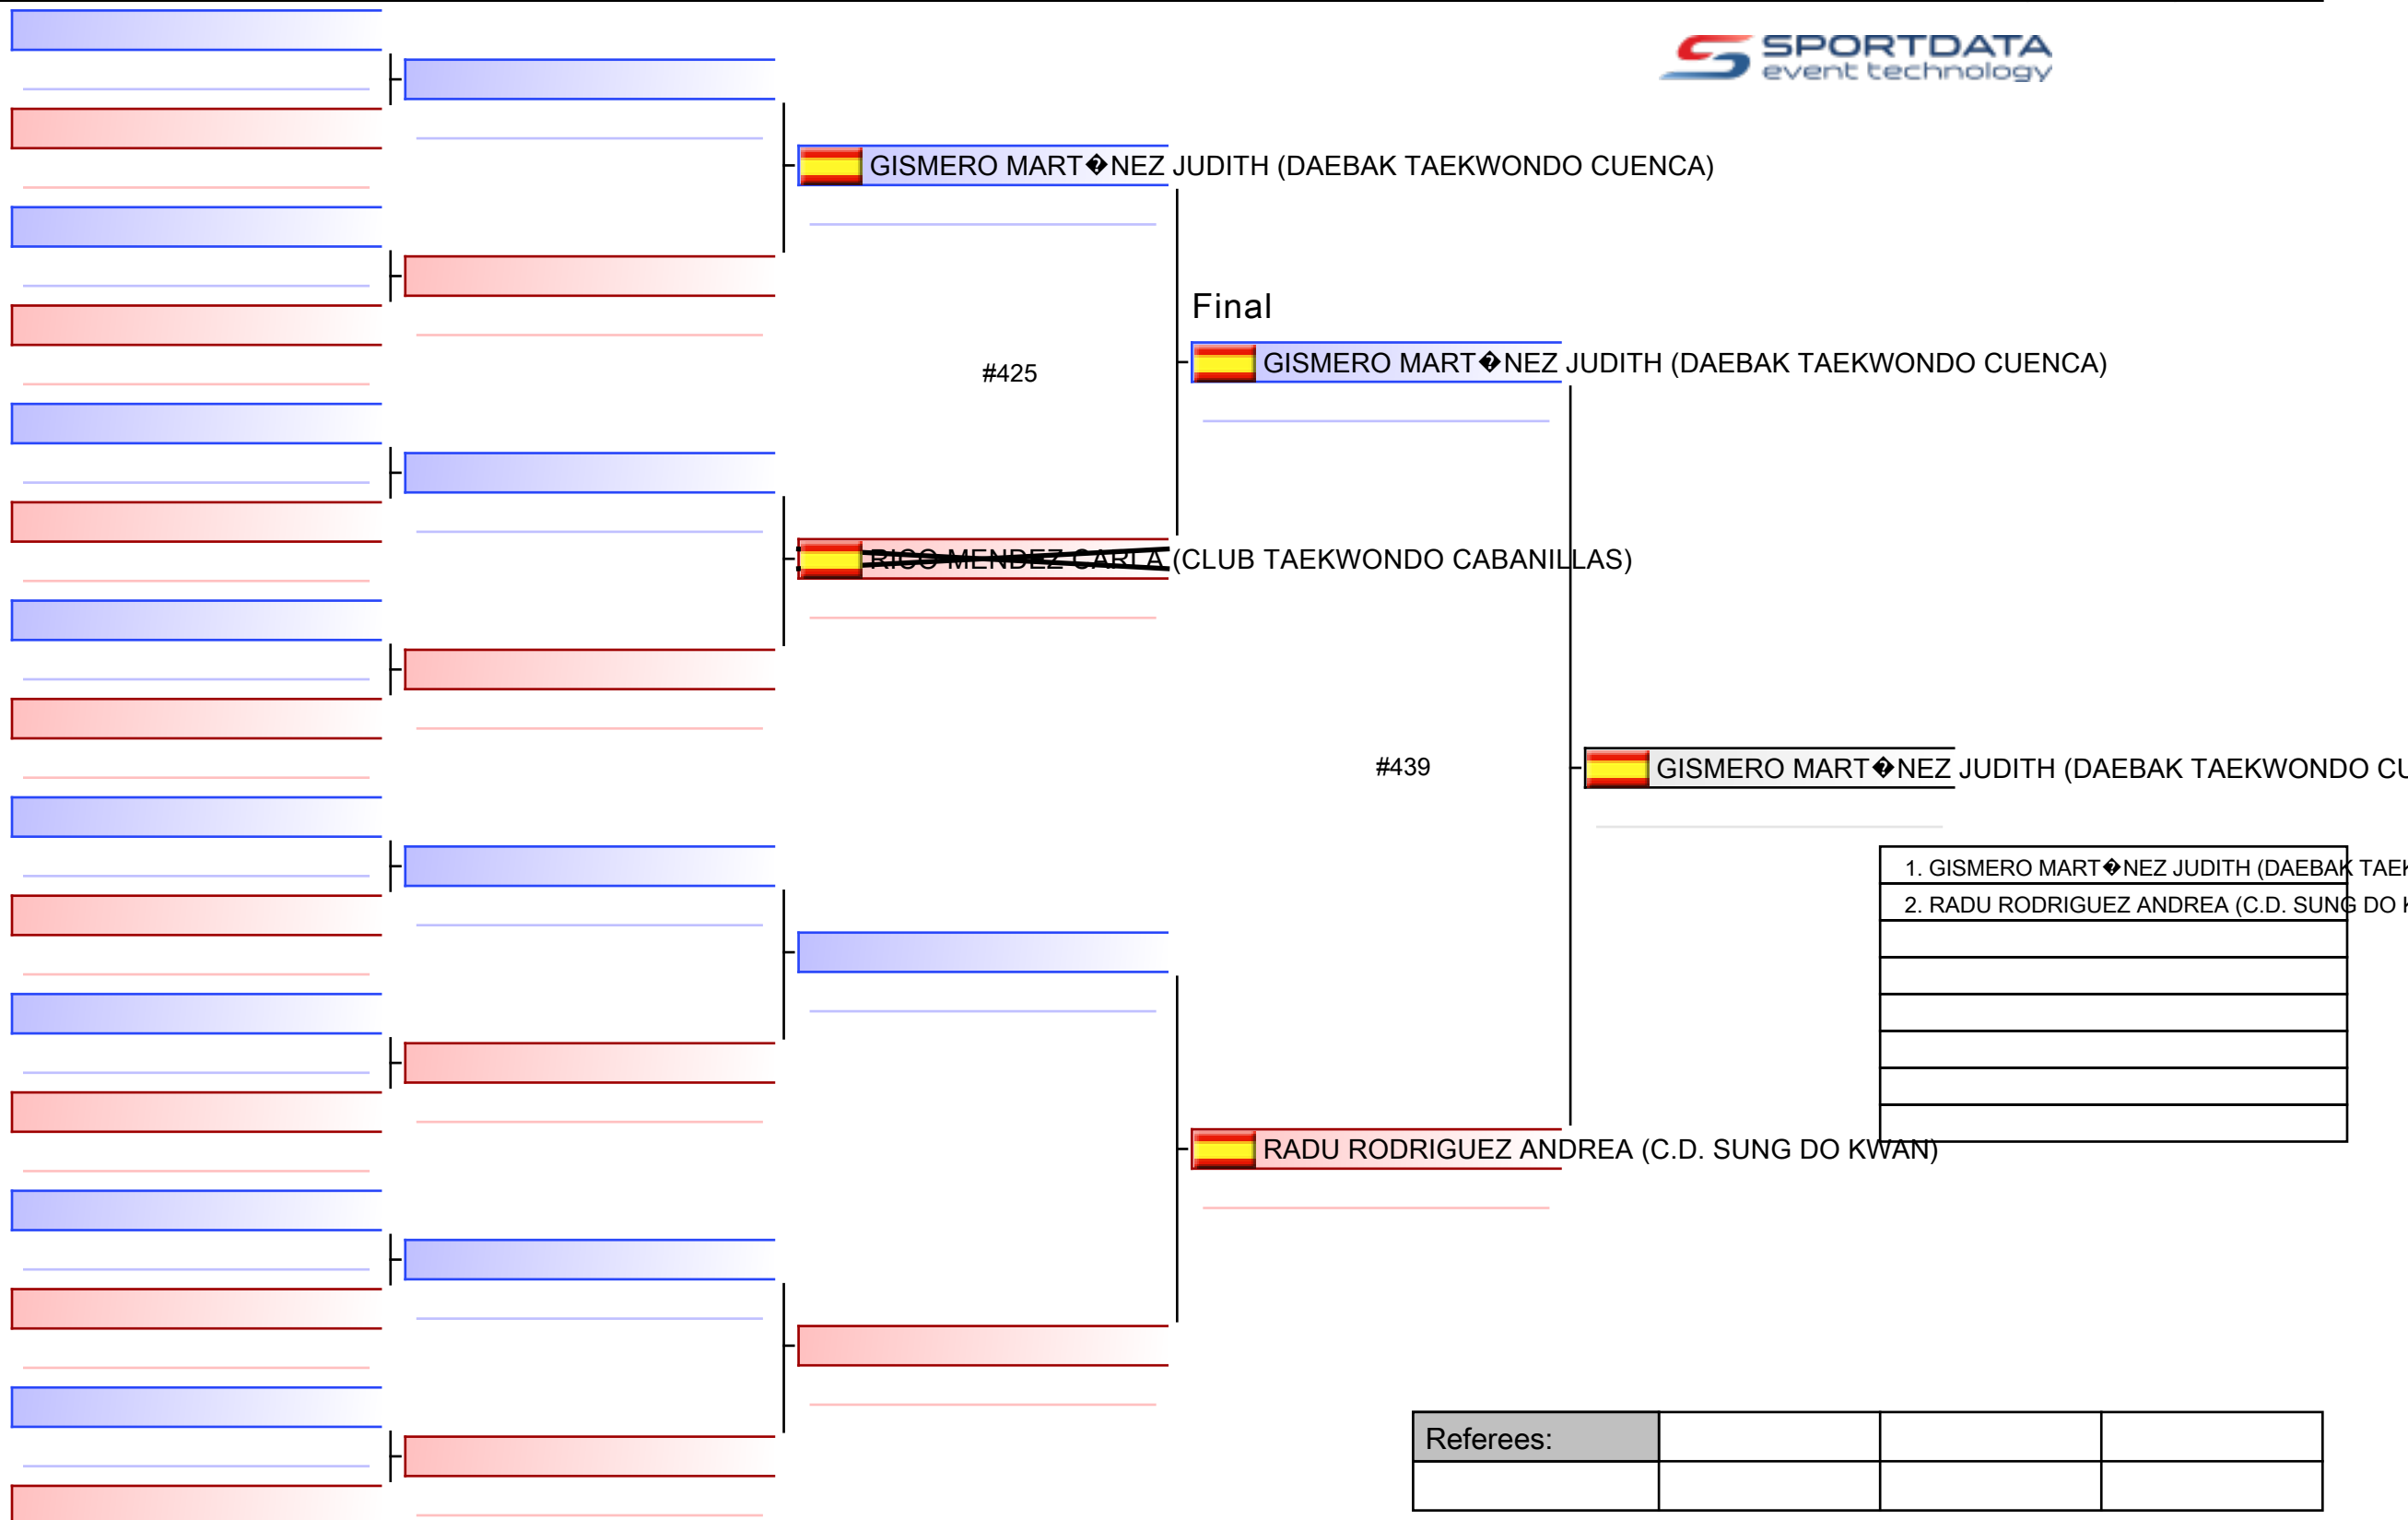 SPORTDATA
event technology
GISMERO MART�NEZ JUDITH (DAEBAK TAEKWONDO CUENCA)
Final
GISMERO MART�NEZ JUDITH (DAEBAK TAEKWONDO CUENCA)
#425
RICO MENDEZ CARLA (CLUB TAEKWONDO CABANILLAS)
#439
GISMERO MART�NEZ JUDITH (DAEBAK TAEKWONDO CU
1. GISMERO MART�NEZ JUDITH (DAEBAK TAEK
2. RADU RODRIGUEZ ANDREA (C.D. SUNG DO K
RADU RODRIGUEZ ANDREA (C.D. SUNG DO KWAN)
Referees: